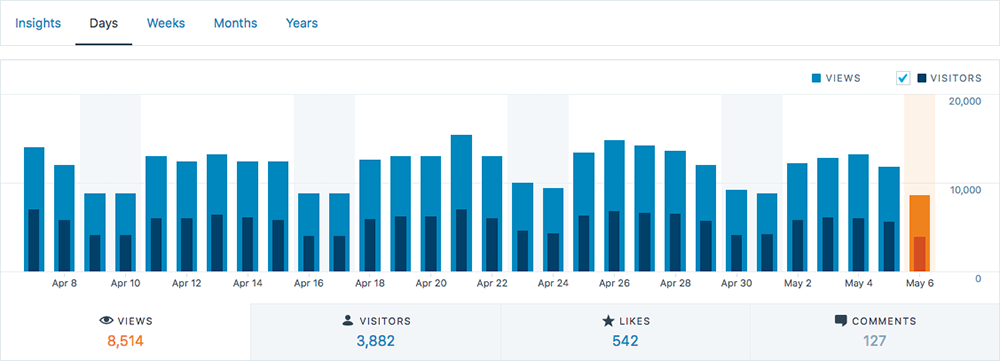 Insights Days Weeks Months Years
VIEWS VISITORS
20,000
10,000
0
Apr 8 Apr 10 Apr 12 Apr 14 Apr 16 Apr 18 Apr 20 Apr 22 Apr 24 Apr 26 Apr 28 Apr 30 May 2 May 4 May 6
VIEWS VISITORS LIKES COMMENTS
8,514 3,882 542 127